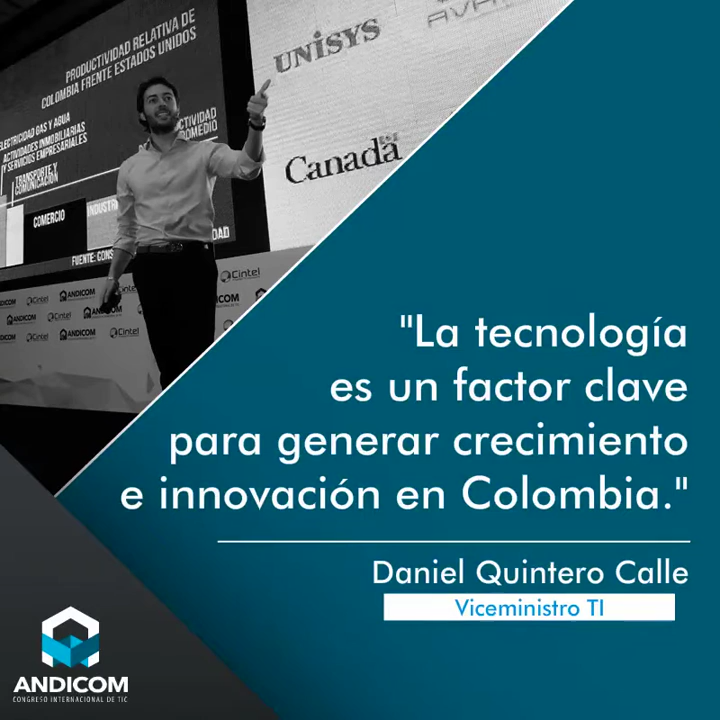 PRODUCTIVIDAD RELATIVA DE
COLOMBIA FRENTE ESTADOS UNIDOS
ELECTRICIDAD GAS Y AGUA
ACTIVIDADES INMOBILIARIAS
Y SERVICIOS EMPRESARIALES
TRANSPORTE Y
COMUNICACIÓN
COMERCIO
UNISYS
Canada
Cintel
ANDICOM
"La tecnología
es un factor clave
para generar crecimiento
e innovación en Colombia."
Daniel Quintero Calle
Viceministro TI
ANDICOM
CONGRESO INTERNACIONAL DE TIC